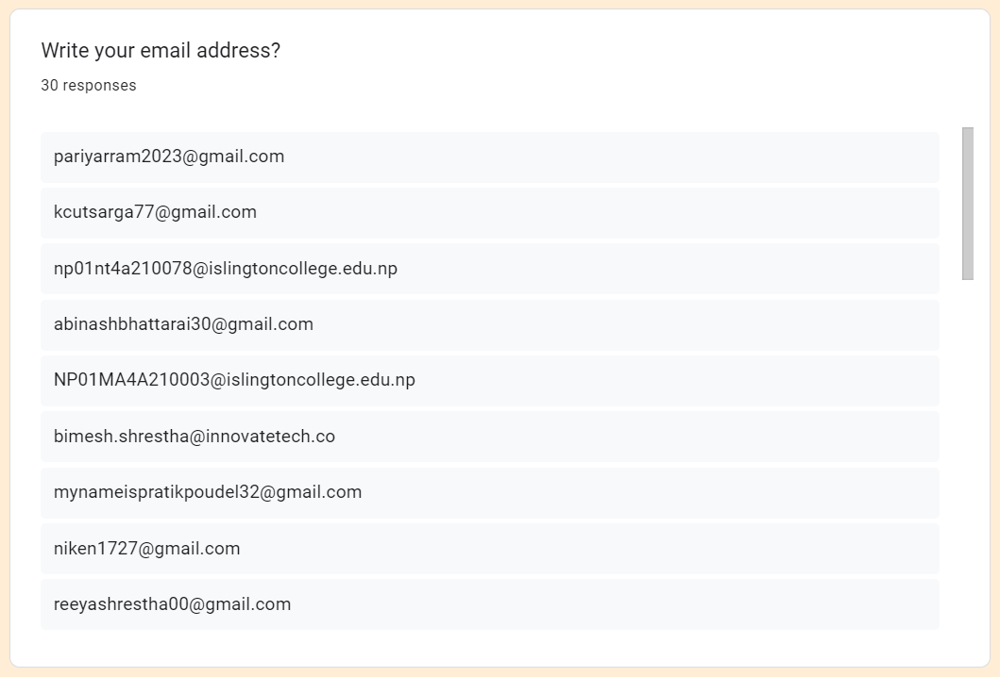 Write your email address?
30 responses
pariyarram2023@gmail.com
kcutsarga77@gmail.com
np01nt4a210078@islingtoncollege.edu.np
abinashbhattarai30@gmail.com
NP01MA4A210003@islingtoncollege.edu.np
bimesh.shrestha@innovatetech.co
mynameispratikpoudel32@gmail.com
niken1727@gmail.com
reeyashrestha00@gmail.com